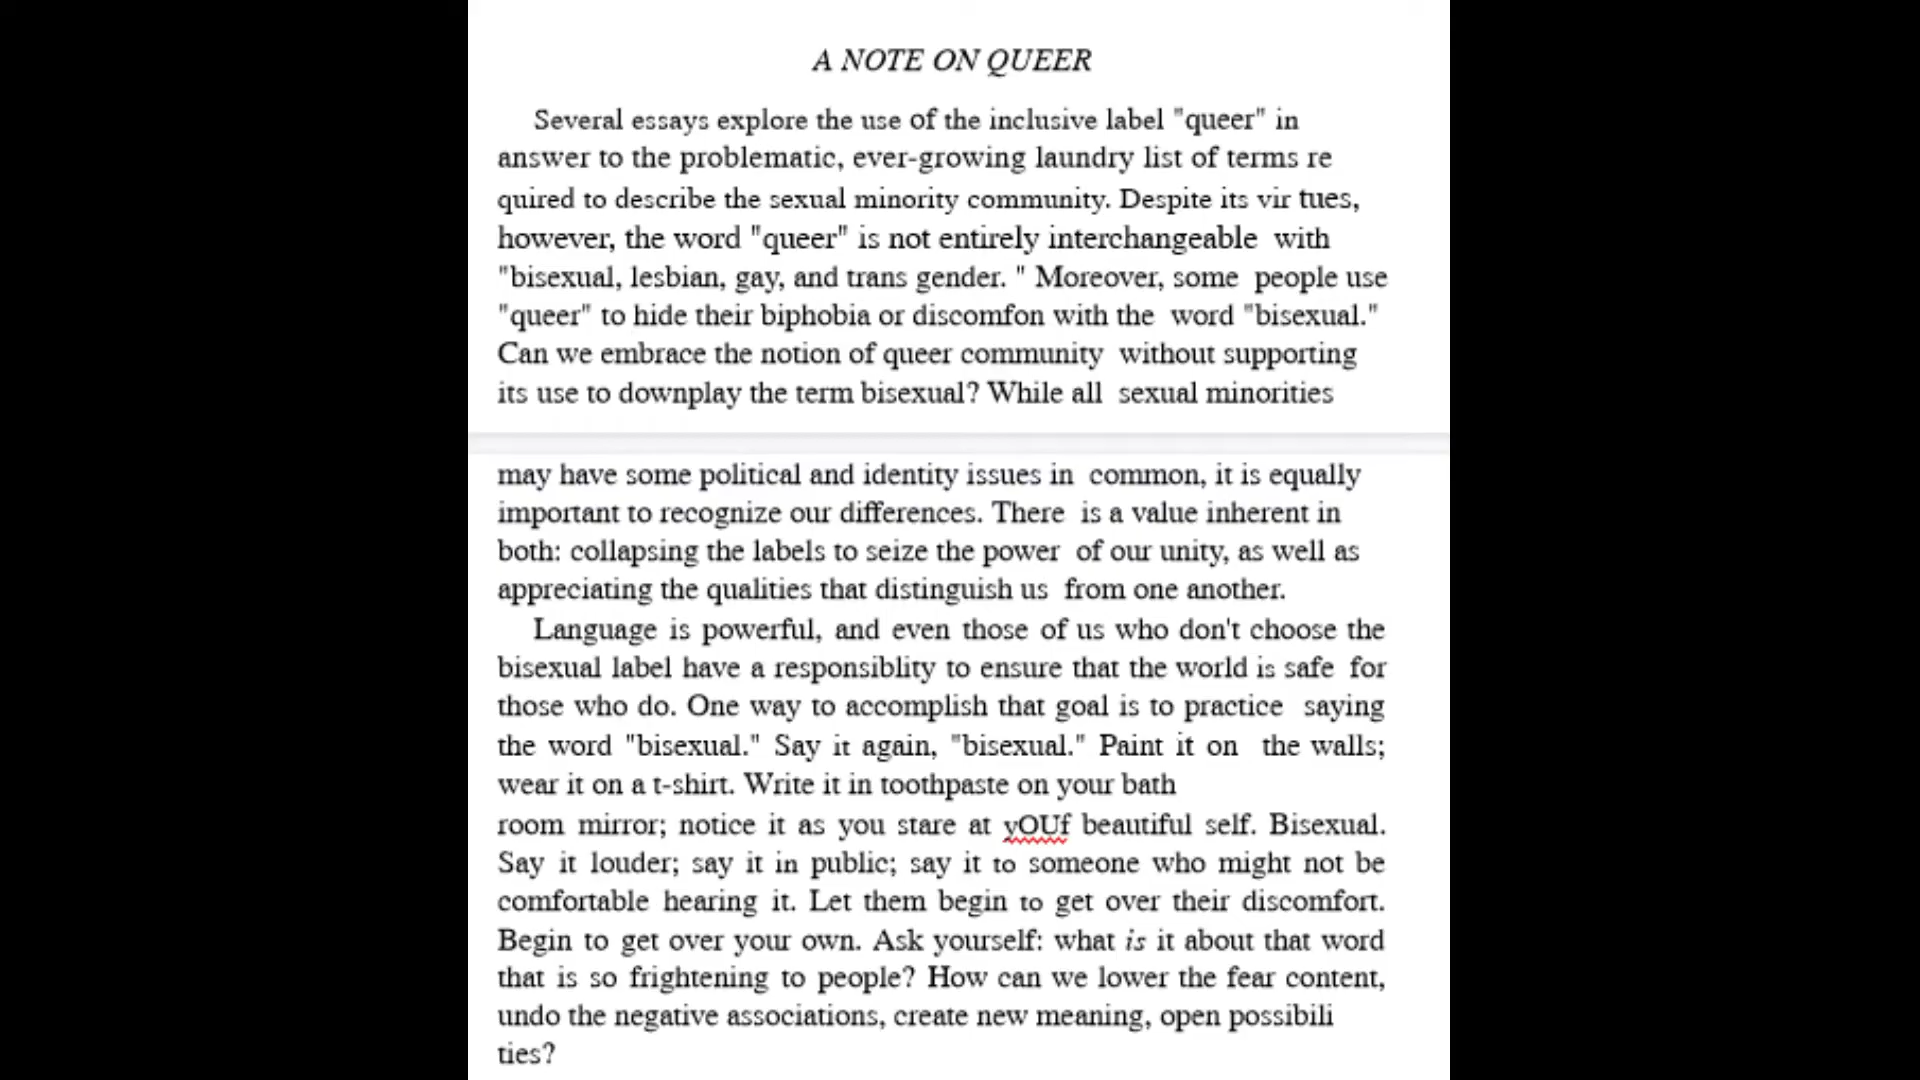 A NOTE ON QUEER
Several essays explore the use of the inclusive label "queer" in
answer to the problematic, ever-growing laundry list of terms re
quired to describe the sexual minority community. Despite its vir tues,
however, the word "queer" is not entirely interchangeable with
"bisexual, lesbian, gay, and trans gender. " Moreover, some people use
"queer" to hide their biphobia or discomfon with the word "bisexual."
Can we embrace the notion of queer community without supporting
its use to downplay the term bisexual? While all sexual minorities
may have some political and identity issues in common, it is equally
important to recognize our differences. There is a value inherent in
both: collapsing the labels to seize the power of our unity, as well as
appreciating the qualities that distinguish us from one another.
Language is powerful, and even those of us who don't choose the
bisexual label have a responsiblity to ensure that the world is safe for
those who do. One way to accomplish that goal is to practice saying
the word "bisexual." Say it again, "bisexual." Paint it on the walls;
wear it on a t-shirt. Write it in toothpaste on your bath
room mirror; notice it as you stare at yOUf beautiful self. Bisexual.
Say it louder; say it in public; say it to someone who might not be
comfortable hearing it. Let them begin to get over their discomfort.
Begin to get over your own. Ask yourself: what is it about that word
that is so frightening to people? How can we lower the fear content,
undo the negative associations, create new meaning, open possibili
ties?